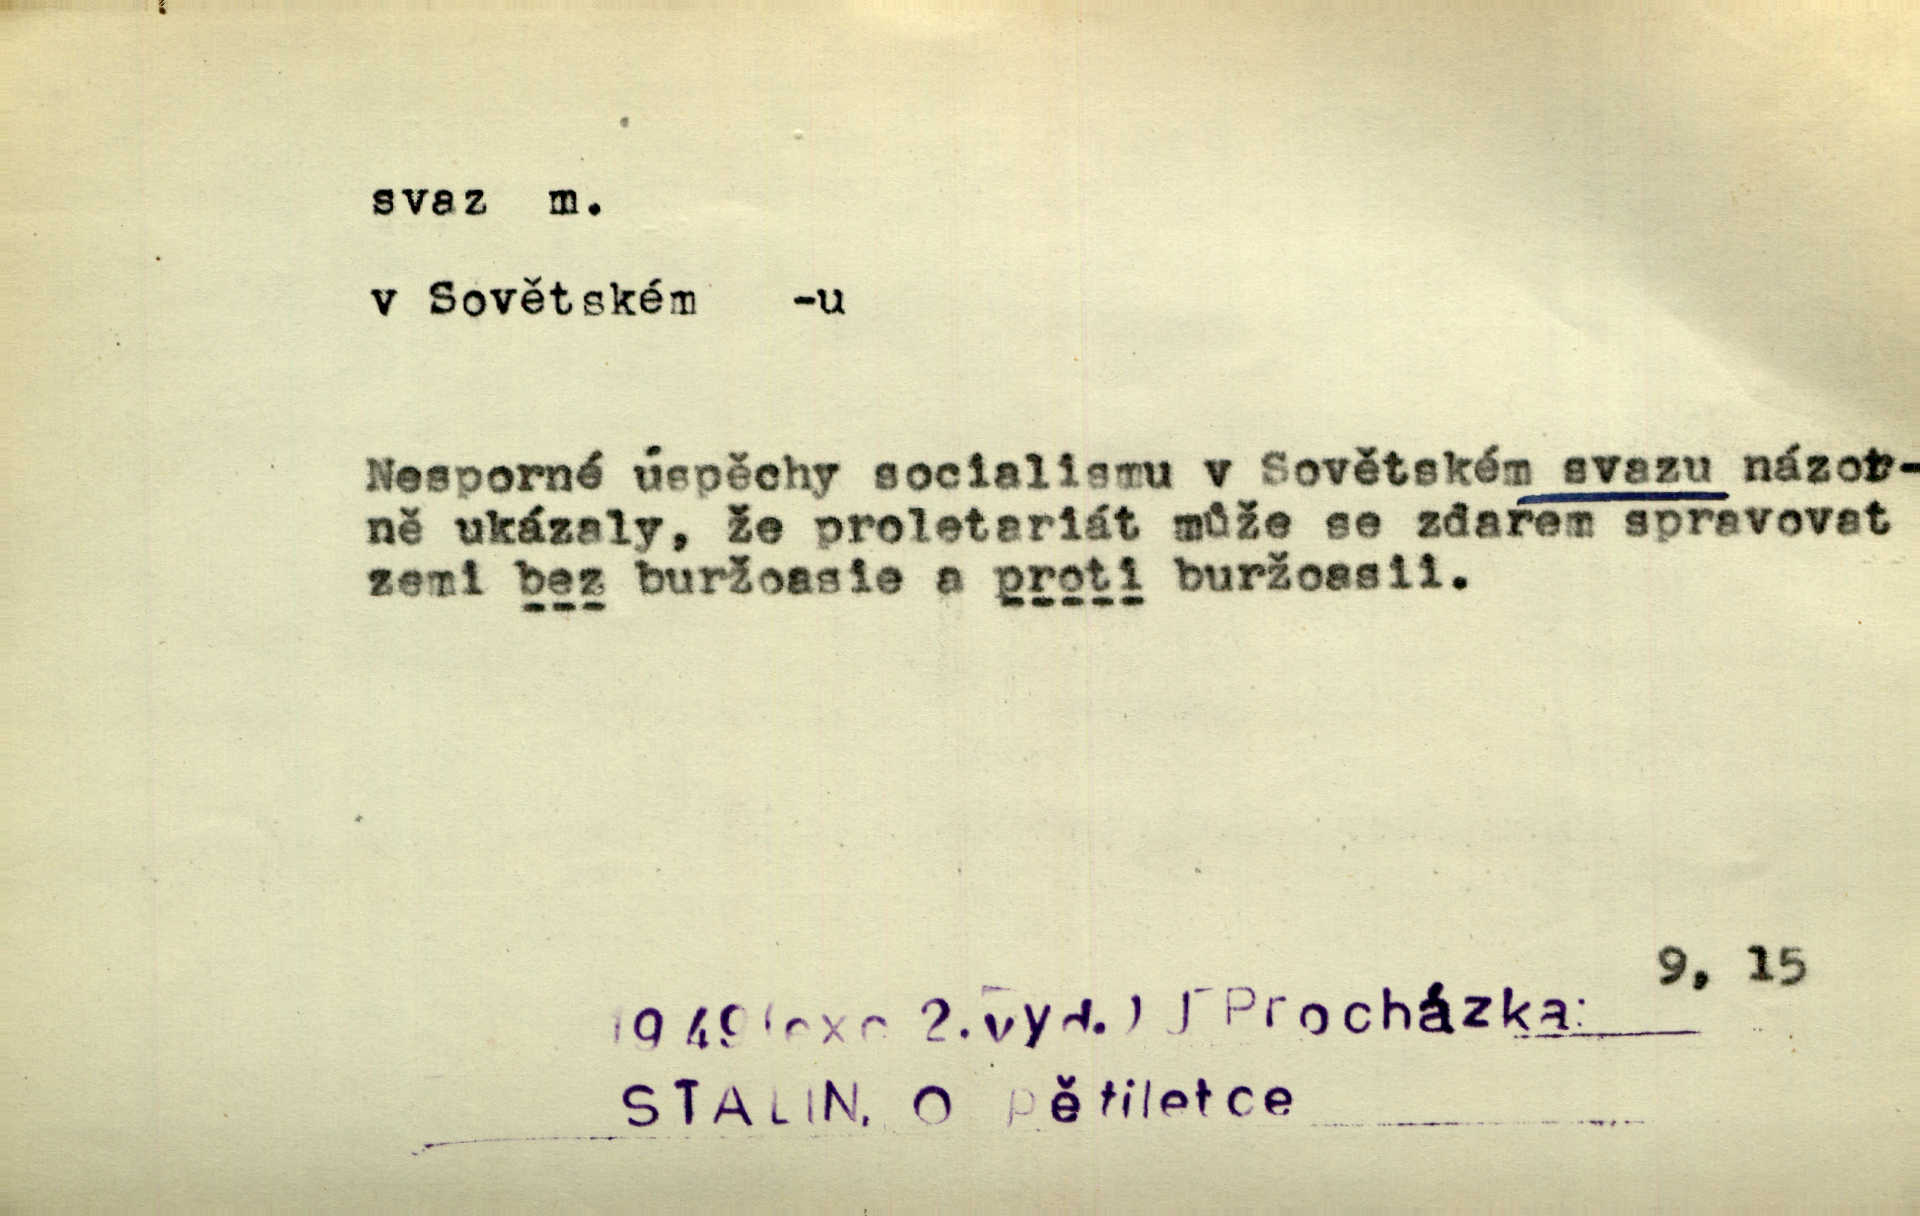 svaz m.
v Sovětském -u
Nesporné úspěchy socialismu v Sovětském svazu názor-
ně ukázaly, že proletariát může se zdarem spravovat
zemi bez buržoasie a proti buržoasii.
9, 15
1949 (exc 2. vyd.) J Procházka:
STALIN, O pětiletce